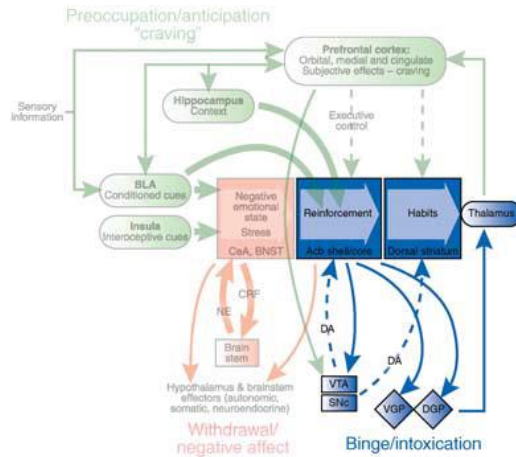 Preoccupation/anticipation
"craving"
Prefrontal cortex:
Orbital, medial and cingulate
Subjective effects – craving
Sensory
information
Hippocampus
Context
Executive
control
BLA
Conditioned cues
Insula
Interoceptive cues
Negative
emotional
state
Stress
CeA, BNST
Reinforcement
Acb shell/core
Habits
Dorsal striatum
Thalamus
NE
CRF
Brain
stem
DA
DA
VTA
SNc
VGP
DGP
Hypothalamus & brainstem
effectors (autonomic,
somatic, neuroendocrine)
Withdrawal/
negative affect
Binge/intoxication